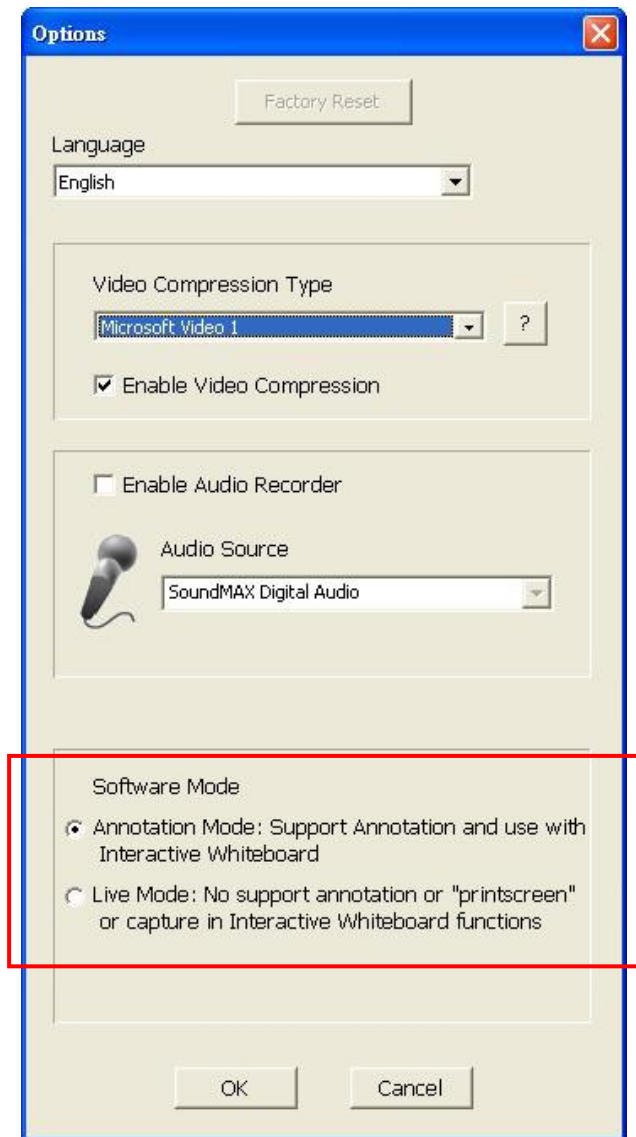 Options
Factory Reset
Language
English
Video Compression Type
Microsoft Video 1
?
Enable Video Compression
Enable Audio Recorder
Audio Source
SoundMAX Digital Audio
Software Mode
Annotation Mode: Support Annotation and use with
Interactive Whiteboard
Live Mode: No support annotation or "printscreen"
or capture in Interactive Whiteboard functions
OK
Cancel